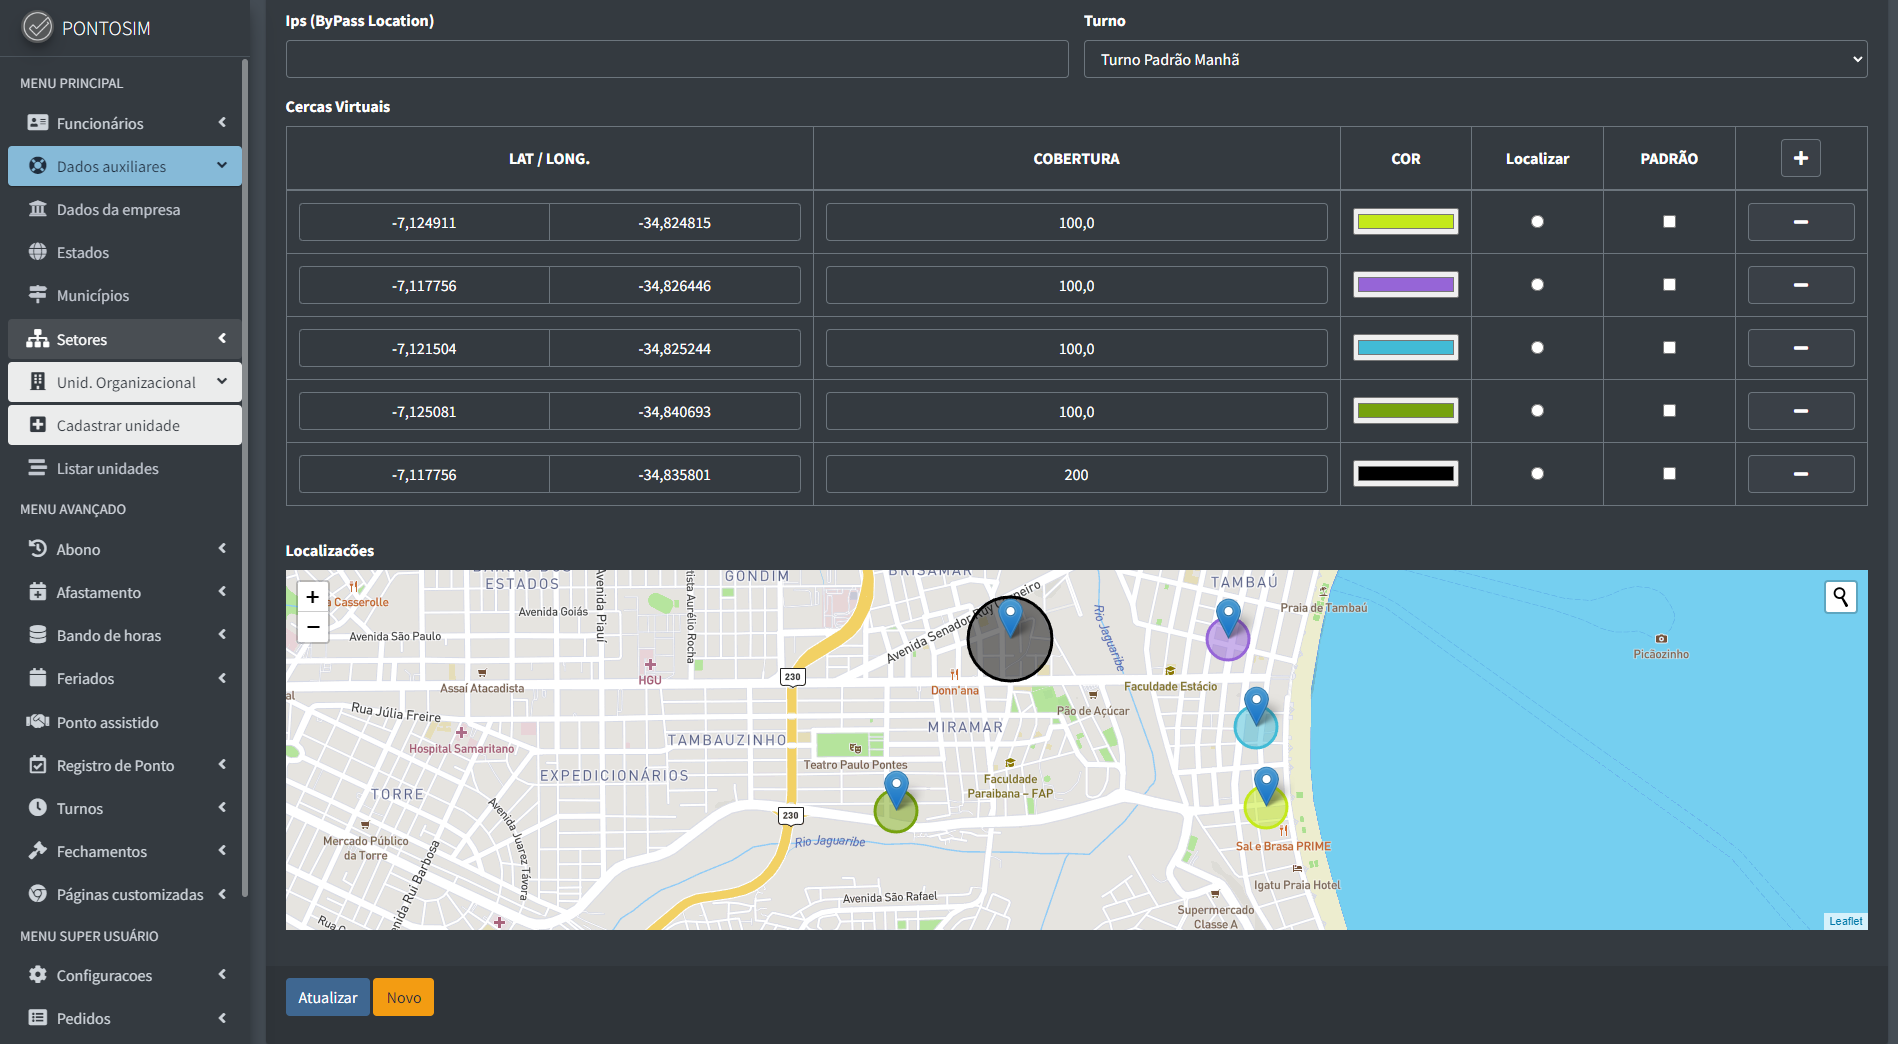 PONTOSIM
MENU PRINCIPAL
Funcionários
Dados auxiliares
Dados da empresa
Estados
Municípios
Setores
Unid. Organizacional
Cadastrar unidade
Listar unidades
MENU AVANÇADO
Abono
Afastamento
Bando de horas
Feriados
Ponto assistido
Registro de Ponto
Turnos
Fechamentos
Páginas customizadas
MENU SUPER USUÁRIO
Configuracoes
Pedidos
Ips (ByPass Location)
Turno
Turno Padrão Manhã
Cercas Virtuais
LAT / LONG. COBERTURA COR Localizar PADRÃO +
-7,124911 -34,824815 100,0
-7,117756 -34,826446 100,0
-7,121504 -34,825244 100,0
-7,125081 -34,840693 100,0
-7,117756 -34,835801 200
Localizacões
+
−
ESTADOS
GONDIM
BRISAMAR
TAMBAÚ
a Casserolle
Avenida Goiás
Avenida Piauí
tista Aurélio Rocha
Avenida São Paulo
Avenida Senador Ruy Carneiro
Rio Jaguaribe
Praia de Tambaú
Picãozinho
HGU
230
Assaí Atacadista
Donn'ana
Faculdade Estácio
al
Rua Júlia Freire
Pão de Açúcar
MIRAMAR
Hospital Samaritano
TAMBAUZINHO
Teatro Paulo Pontes
EXPEDICIONÁRIOS
Faculdade
Paraibana – FAP
TORRE
Avenida Juarez Távora
230
Rio Jaguaribe
Mercado Público
da Torre
enida Rui Barbosa
Sal e Brasa PRIME
Igatu Praia Hotel
Avenida São Rafael
Supermercado
Classe A
Rua
Leaflet
Atualizar
Novo